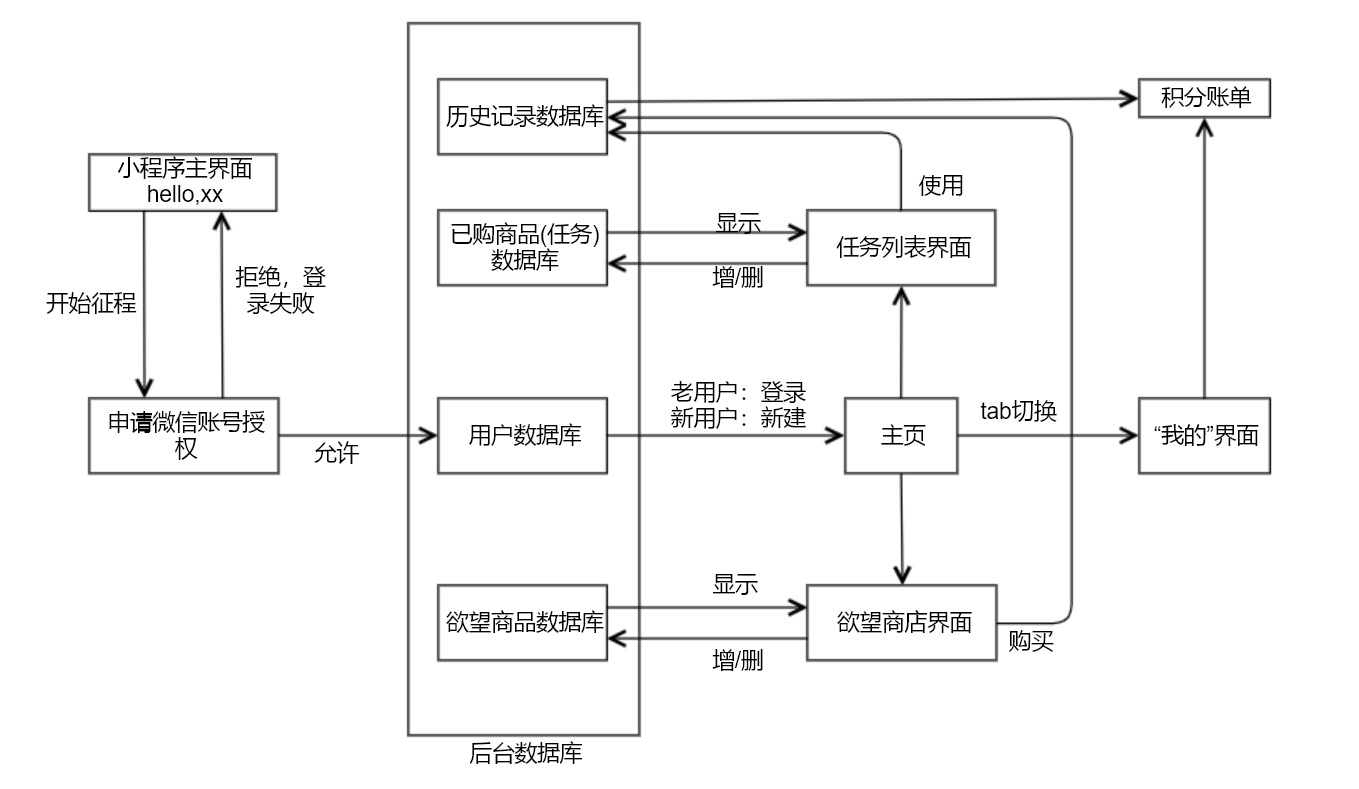 历史记录数据库
积分账单
小程序主界面
hello,xx
使用
已购商品(任务)
数据库
显示
增/删
任务列表界面
开始征程
拒绝，登
录失败
申请微信账号授
权
允许
用户数据库
老用户：登录
新用户：新建
主页
tab切换
“我的”界面
欲望商品数据库
显示
增/删
欲望商店界面
购买
后台数据库